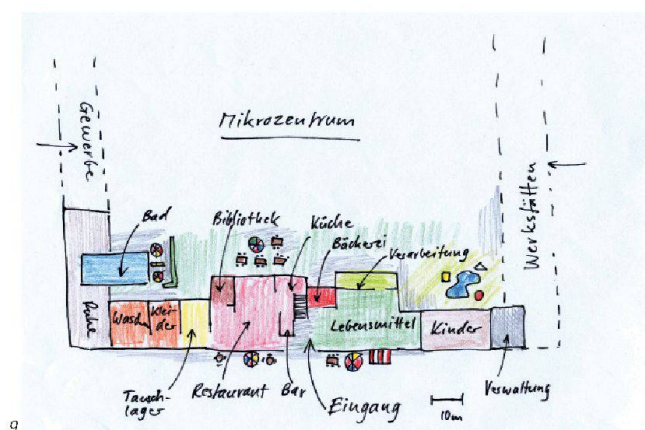 Mikrozentrum
Gewerbe
Werkstätten
Bad
Bibliothek
Küche
Bäckerei
Verarbeitung
Ruhe
Wasch
Klei-
der
Lebensmittel
Kinder
Tausch-
lager
Restaurant
Bar
Eingang
10m
Verwaltung
9